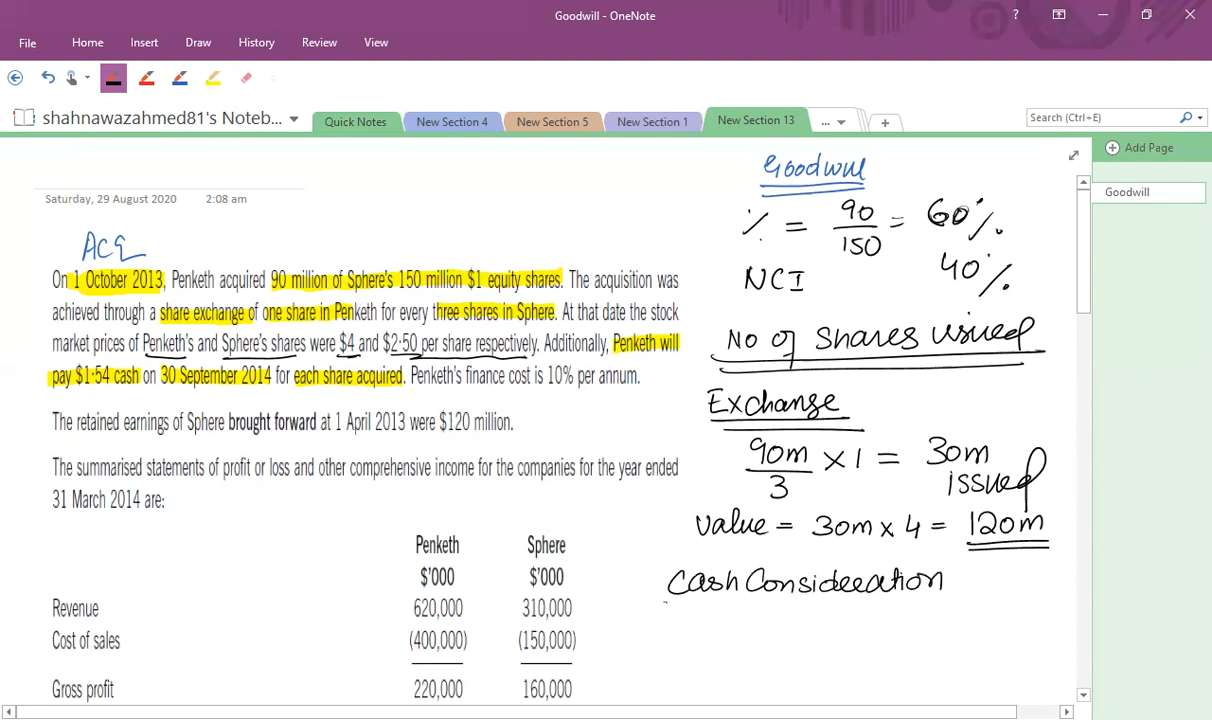 Goodwill - OneNote
?
File Home Insert Draw History Review View
shahnawazahmed81's Noteb...
Quick Notes
New Section 4
New Section 5
New Section 1
New Section 13
...
Search (Ctrl+E)
Add Page
Goodwill
Saturday, 29 August 2020 2:08 am
ACQ
On 1 October 2013, Penketh acquired 90 million of Sphere's 150 million $1 equity shares. The acquisition was
achieved through a share exchange of one share in Penketh for every three shares in Sphere. At that date the stock
market prices of Penketh's and Sphere's shares were $4 and $2·50 per share respectively. Additionally, Penketh will
pay $1·54 cash on 30 September 2014 for each share acquired. Penketh's finance cost is 10% per annum.
The retained earnings of Sphere brought forward at 1 April 2013 were $120 million.
The summarised statements of profit or loss and other comprehensive income for the companies for the year ended
31 March 2014 are:
Penketh Sphere
$'000 $'000
Revenue 620,000 310,000
Cost of sales (400,000) (150,000)
Gross profit 220,000 160,000
Goodwill
% = 90/150 = 60%
NCI 40%
No of shares issued
Exchange
90m/3 × 1 = 30m
issued
Value = 30m × 4 = 120m
Cash Consideration